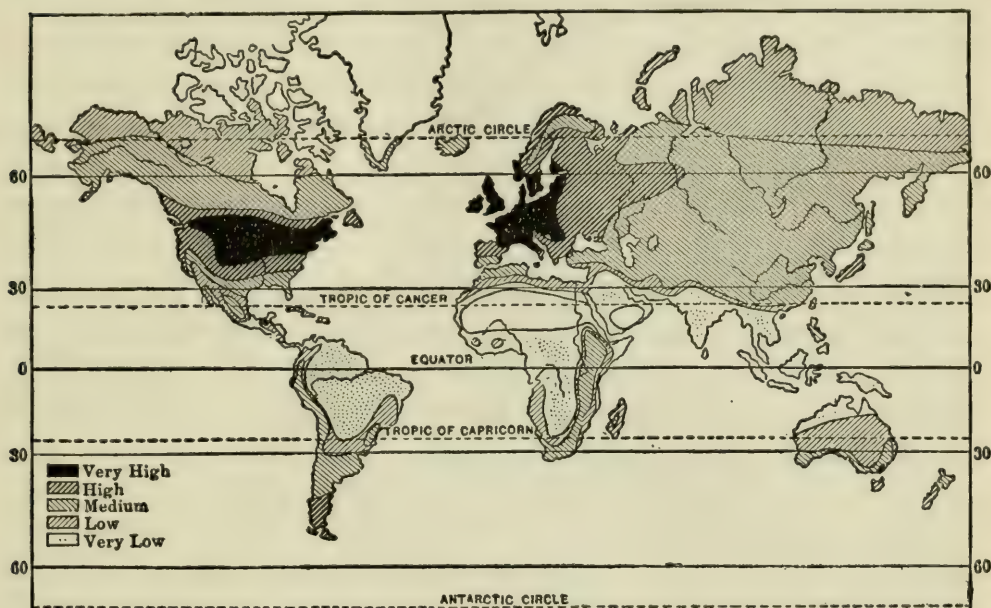 ARCTIC CIRCLE
60 60
30 30
TROPIC OF CANCER
EQUATOR
0 0
TROPIC OF CAPRICORN
30 30
Very High
High
Medium
Low
Very Low
60 60
ANTARCTIC CIRCLE